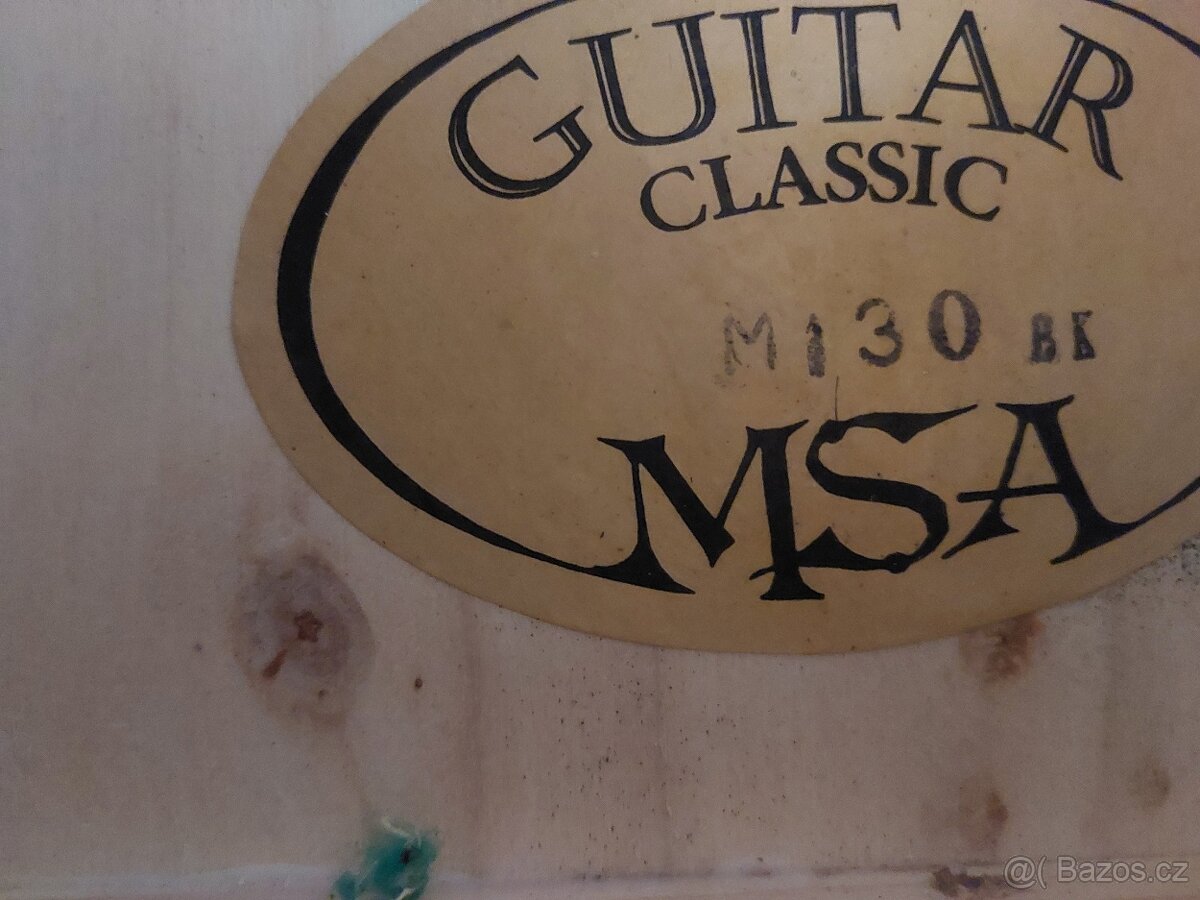 GUITAR
CLASSIC
M130 BK
MSA
@( Bazos.cz